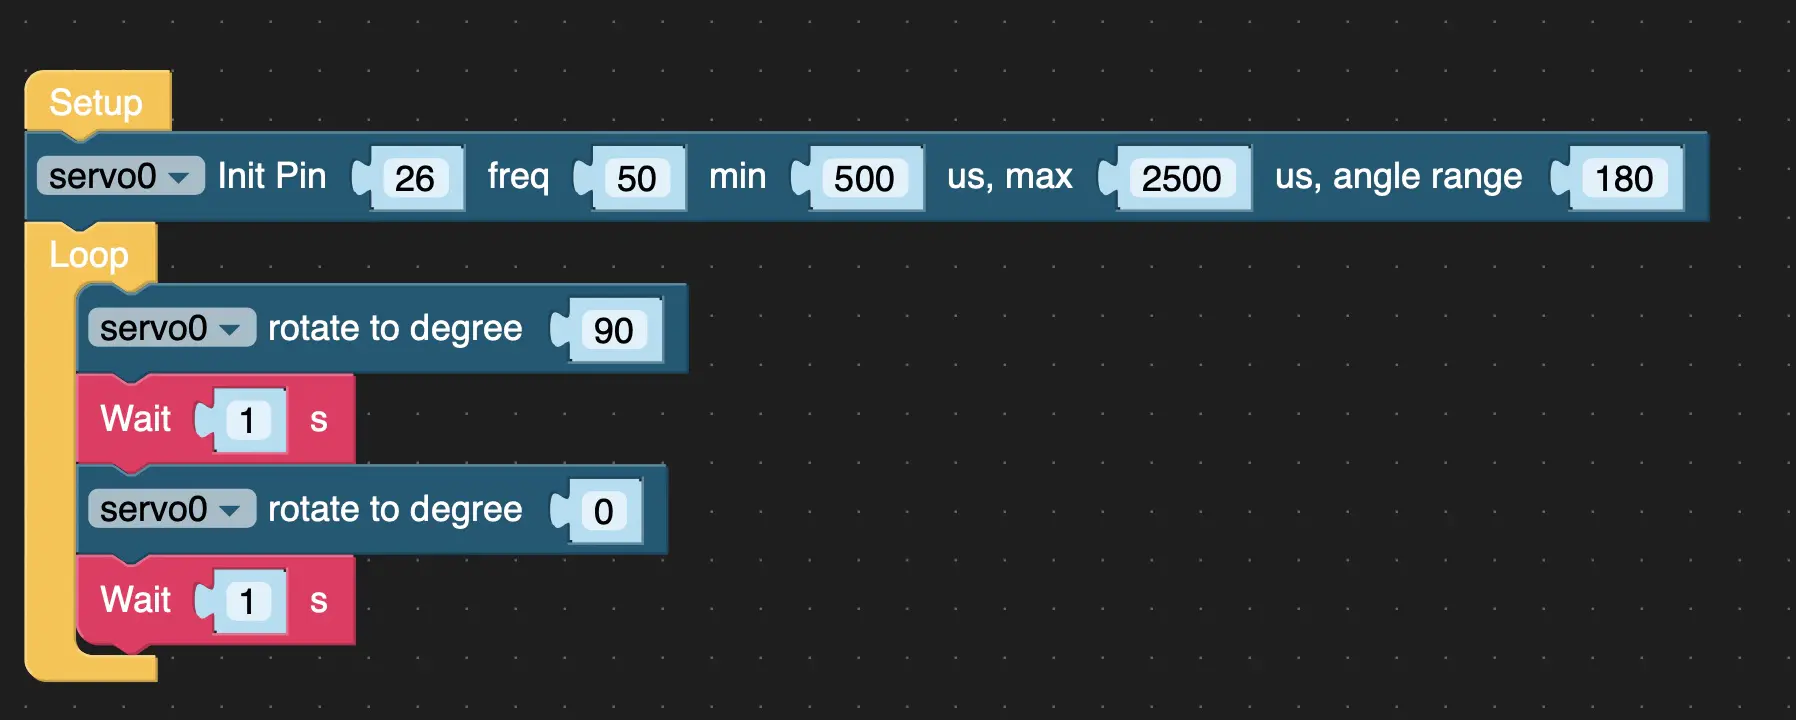 Setup
servo0 Init Pin 26 freq 50 min 500 us, max 2500 us, angle range 180
Loop
servo0 rotate to degree 90
Wait 1 s
servo0 rotate to degree 0
Wait 1 s